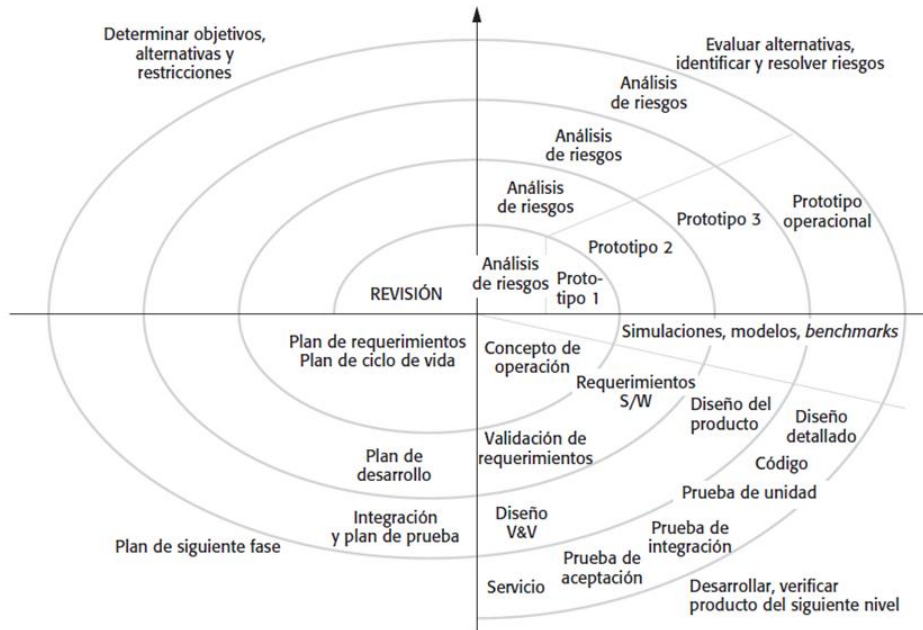 Determinar objetivos,
alternativas y
restricciones
Evaluar alternativas,
identificar y resolver riesgos
Análisis
de riesgos
Análisis
de riesgos
Análisis
de riesgos
Análisis
de riesgos
Proto-
tipo 1
Prototipo 2
Prototipo 3
Prototipo
operacional
REVISIÓN
Simulaciones, modelos, benchmarks
Plan de requerimientos
Plan de ciclo de vida
Concepto de
operación
Requerimientos
S/W
Diseño del
producto
Diseño
detallado
Plan de
desarrollo
Validación de
requerimientos
Código
Prueba de unidad
Integración
y plan de prueba
Diseño
V&V
Prueba de
integración
Plan de siguiente fase
Prueba de
aceptación
Servicio
Desarrollar, verificar
producto del siguiente nivel